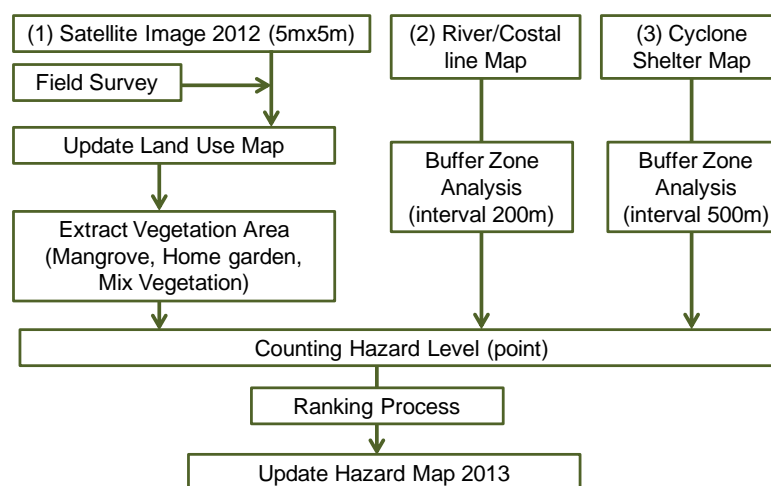 (1) Satellite Image 2012 (5mx5m)
Field Survey
Update Land Use Map
Extract Vegetation Area
(Mangrove, Home garden,
Mix Vegetation)
(2) River/Costal
line Map
Buffer Zone
Analysis
(interval 200m)
(3) Cyclone
Shelter Map
Buffer Zone
Analysis
(interval 500m)
Counting Hazard Level (point)
Ranking Process
Update Hazard Map 2013